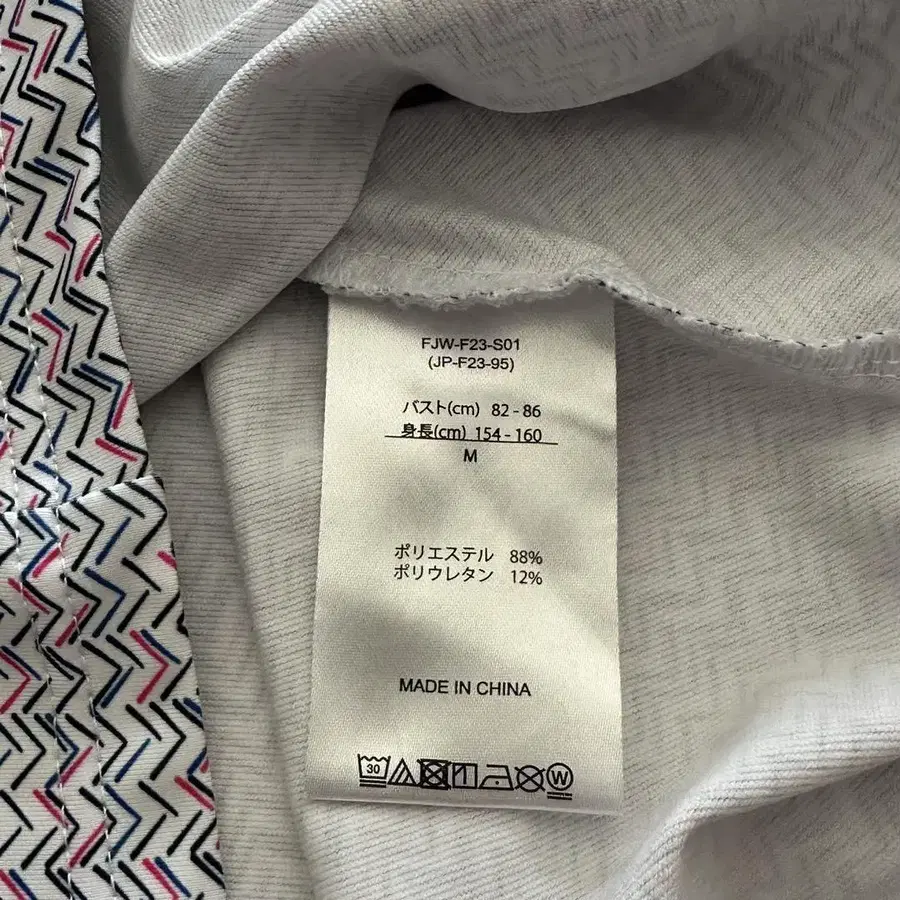 FJW-F23-S01
(JP-F23-95)
バスト(cm) 82 - 86
身長(cm) 154 - 160
M
ポリエステル 88%
ポリウレタン 12%
MADE IN CHINA
30 W